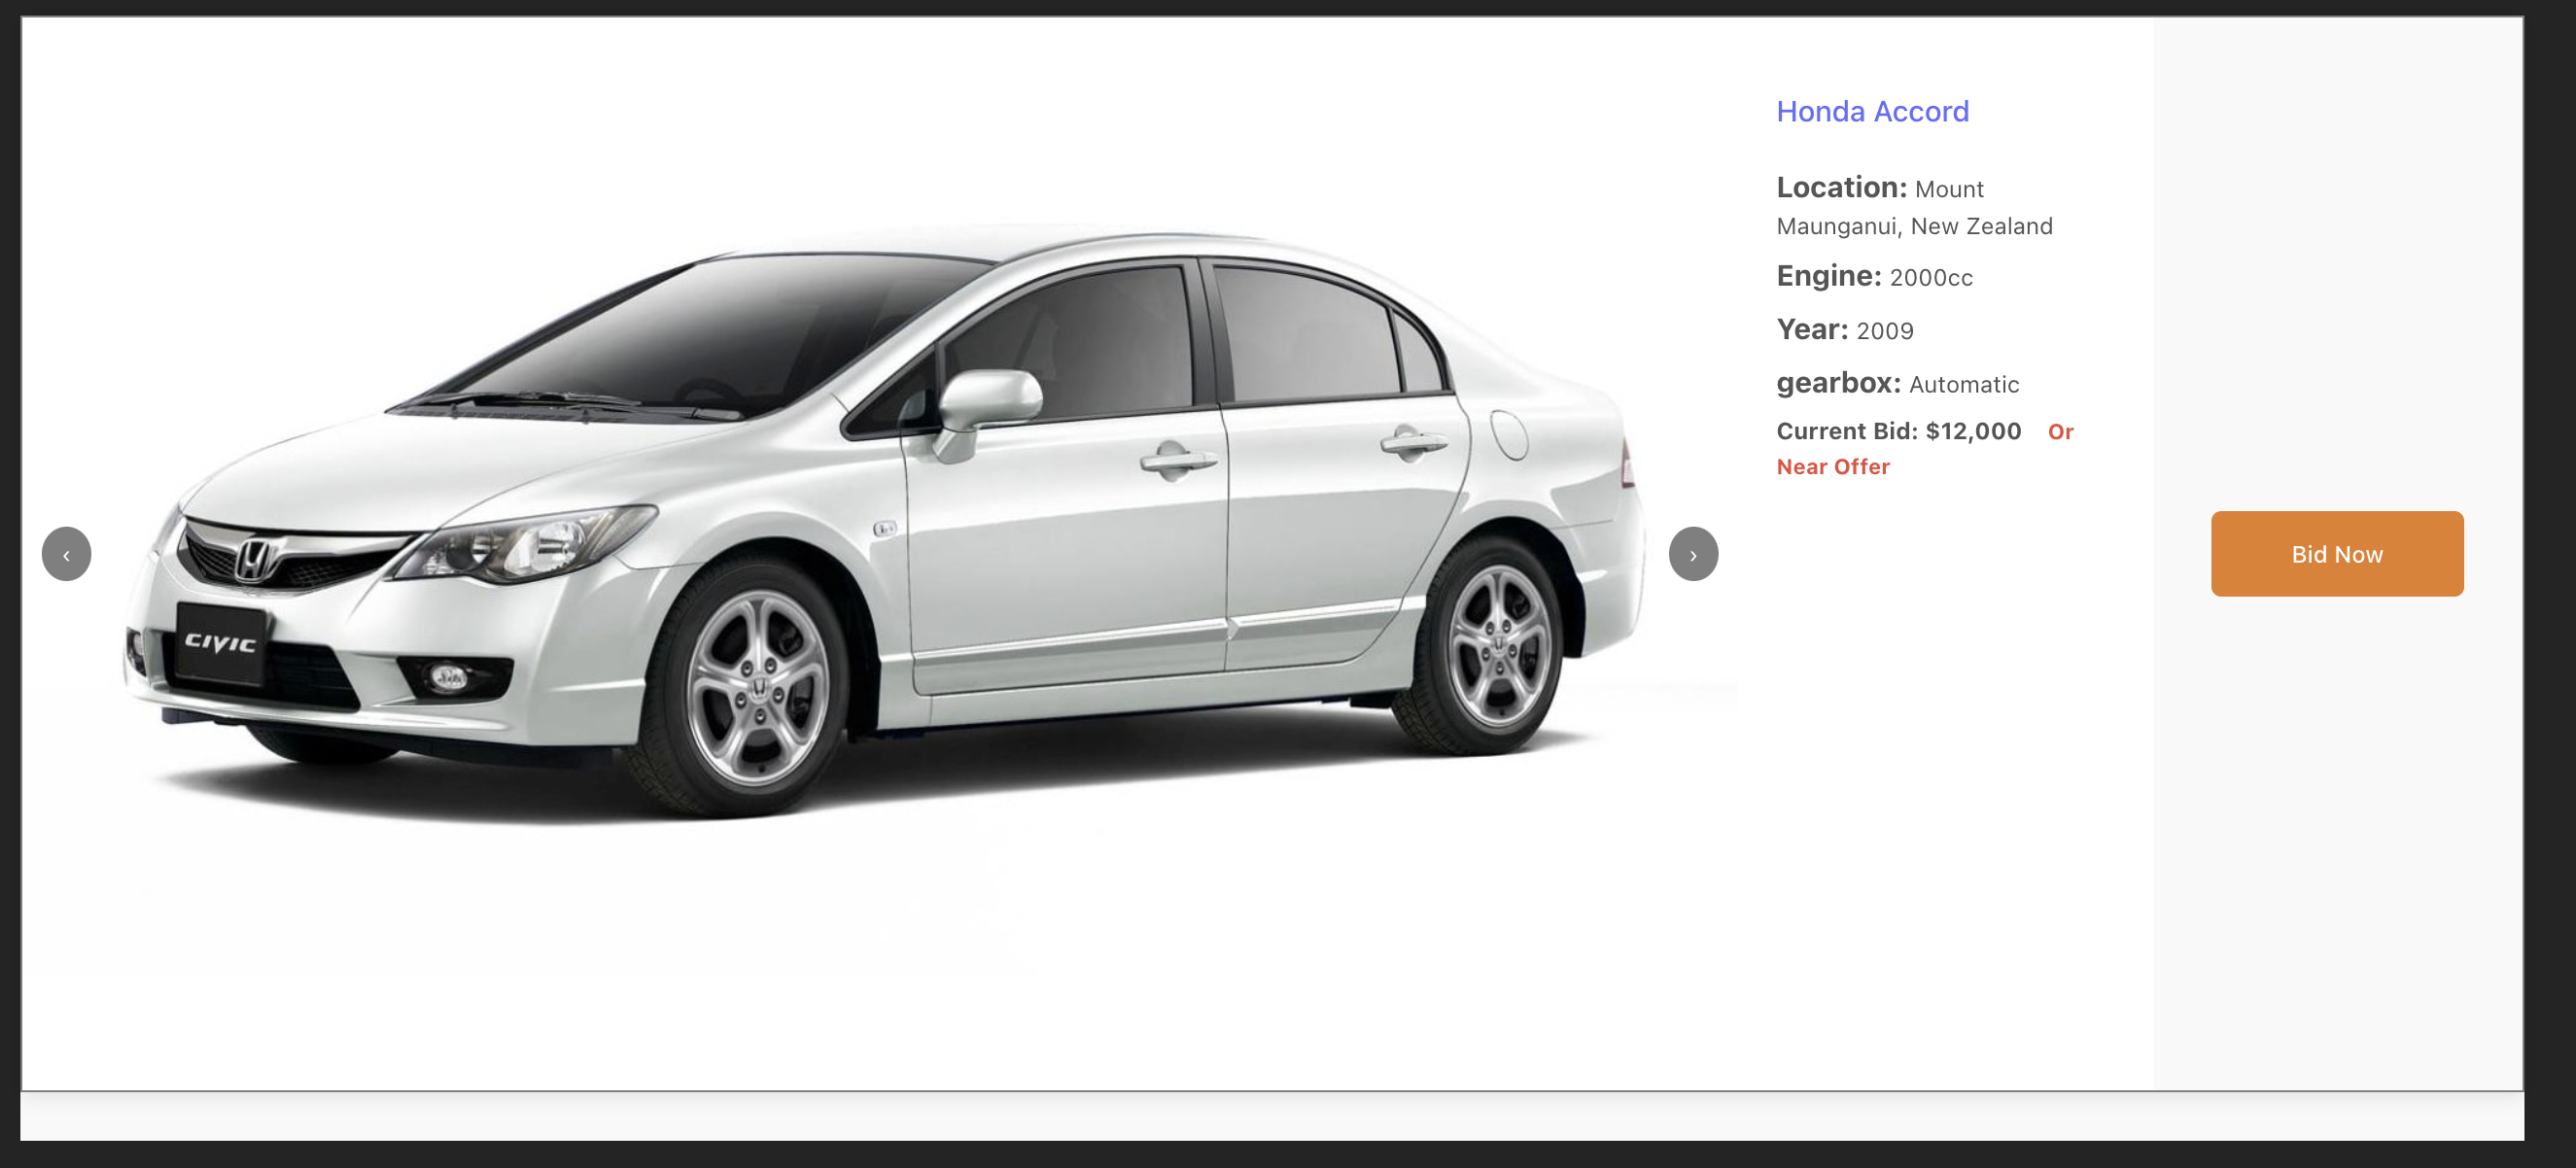 Honda Accord
Location: Mount
Maunganui, New Zealand
Engine: 2000cc
Year: 2009
gearbox: Automatic
Current Bid: $12,000 Or
Near Offer
‹
›
Bid Now
CIVIC